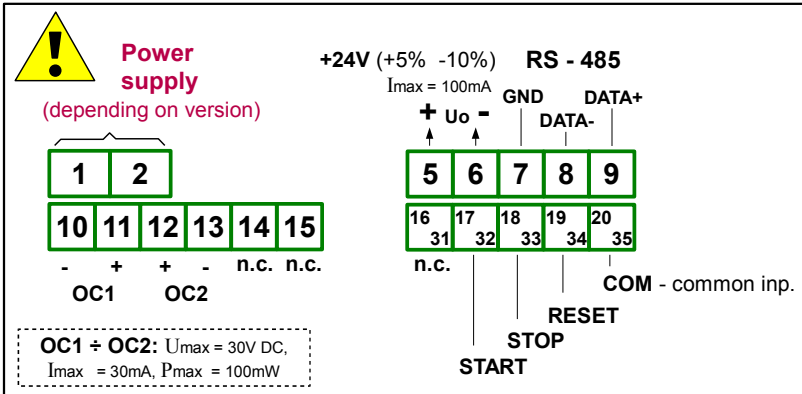 !
Power
supply
(depending on version)
+24V (+5% -10%) RS - 485
Imax = 100mA
GND DATA+
+ Uo -
DATA-
1 2
5 6 7 8 9
10 11 12 13 14 15
16 17 18 19 20
31 32 33 34 35
- + + - n.c. n.c.
OC1 OC2
n.c.
COM - common inp.
RESET
STOP
START
OC1 ÷ OC2: Umax = 30V DC,
Imax = 30mA, Pmax = 100mW